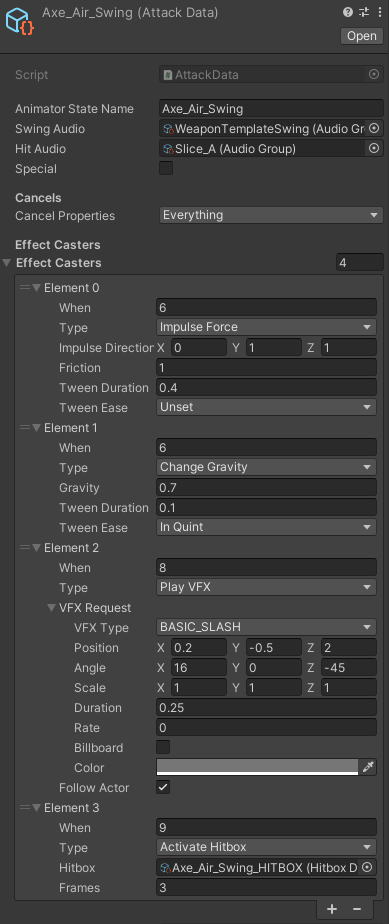 Axe_Air_Swing (Attack Data)
Open
Script AttackData
Animator State Name Axe_Air_Swing
Swing Audio WeaponTemplateSwing (Audio Gr
Hit Audio Slice_A (Audio Group)
Special
Cancels
Cancel Properties Everything
Effect Casters
Effect Casters 4
Element 0
When 6
Type Impulse Force
Impulse Direction X 0 Y 1 Z 1
Friction 1
Tween Duration 0.4
Tween Ease Unset
Element 1
When 6
Type Change Gravity
Gravity 0.7
Tween Duration 0.1
Tween Ease In Quint
Element 2
When 8
Type Play VFX
VFX Request
VFX Type BASIC_SLASH
Position X 0.2 Y -0.5 Z 2
Angle X 16 Y 0 Z -45
Scale X 1 Y 1 Z 1
Duration 0.25
Rate 0
Billboard
Color
Follow Actor
Element 3
When 9
Type Activate Hitbox
Hitbox Axe_Air_Swing_HITBOX (Hitbox D
Frames 3